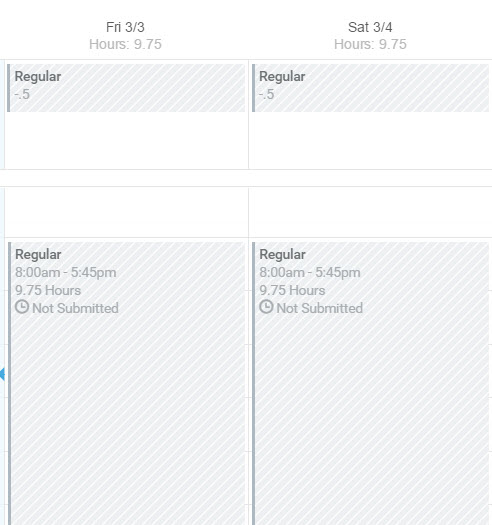 Fri 3/3
Hours: 9.75
Sat 3/4
Hours: 9.75
Regular
-.5
Regular
-.5
Regular
8:00am - 5:45pm
9.75 Hours
Not Submitted
Regular
8:00am - 5:45pm
9.75 Hours
Not Submitted